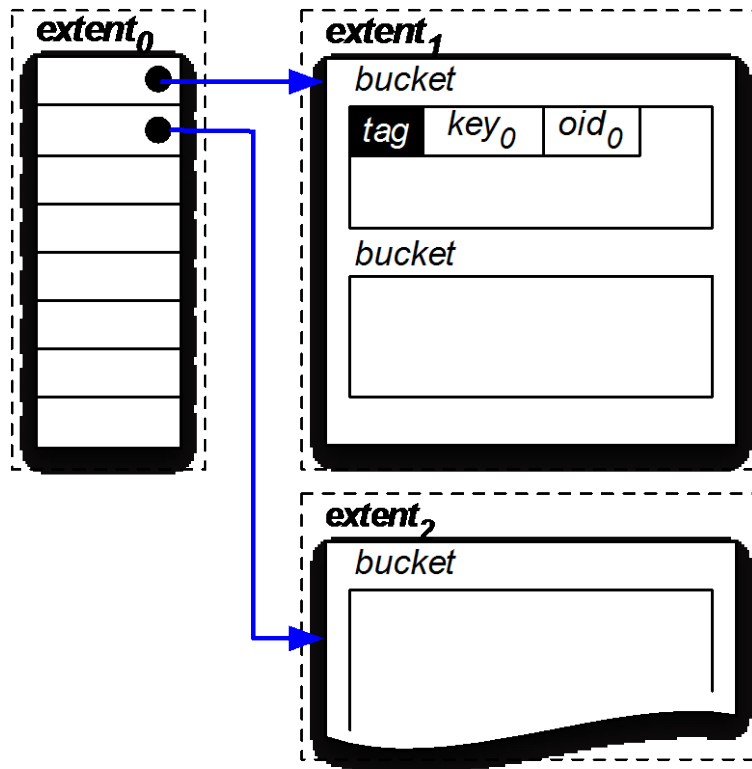 extent0
extent1
bucket
tag key0 oid0
bucket
extent2
bucket